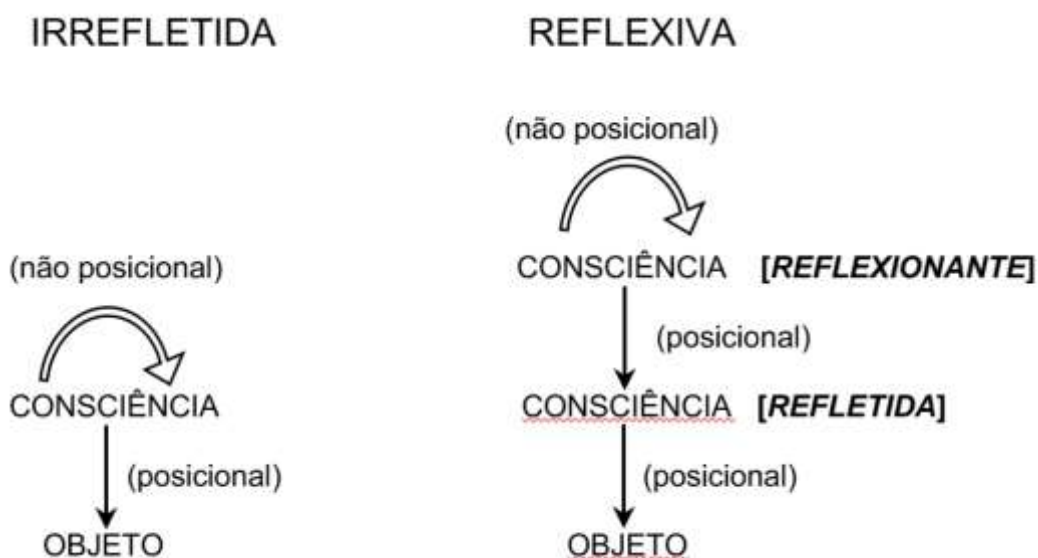 IRREFLETIDA
(não posicional)
CONSCIÊNCIA
(posicional)
OBJETO
REFLEXIVA
(não posicional)
CONSCIÊNCIA [REFLEXIONANTE]
(posicional)
CONSCIÊNCIA [REFLETIDA]
(posicional)
OBJETO